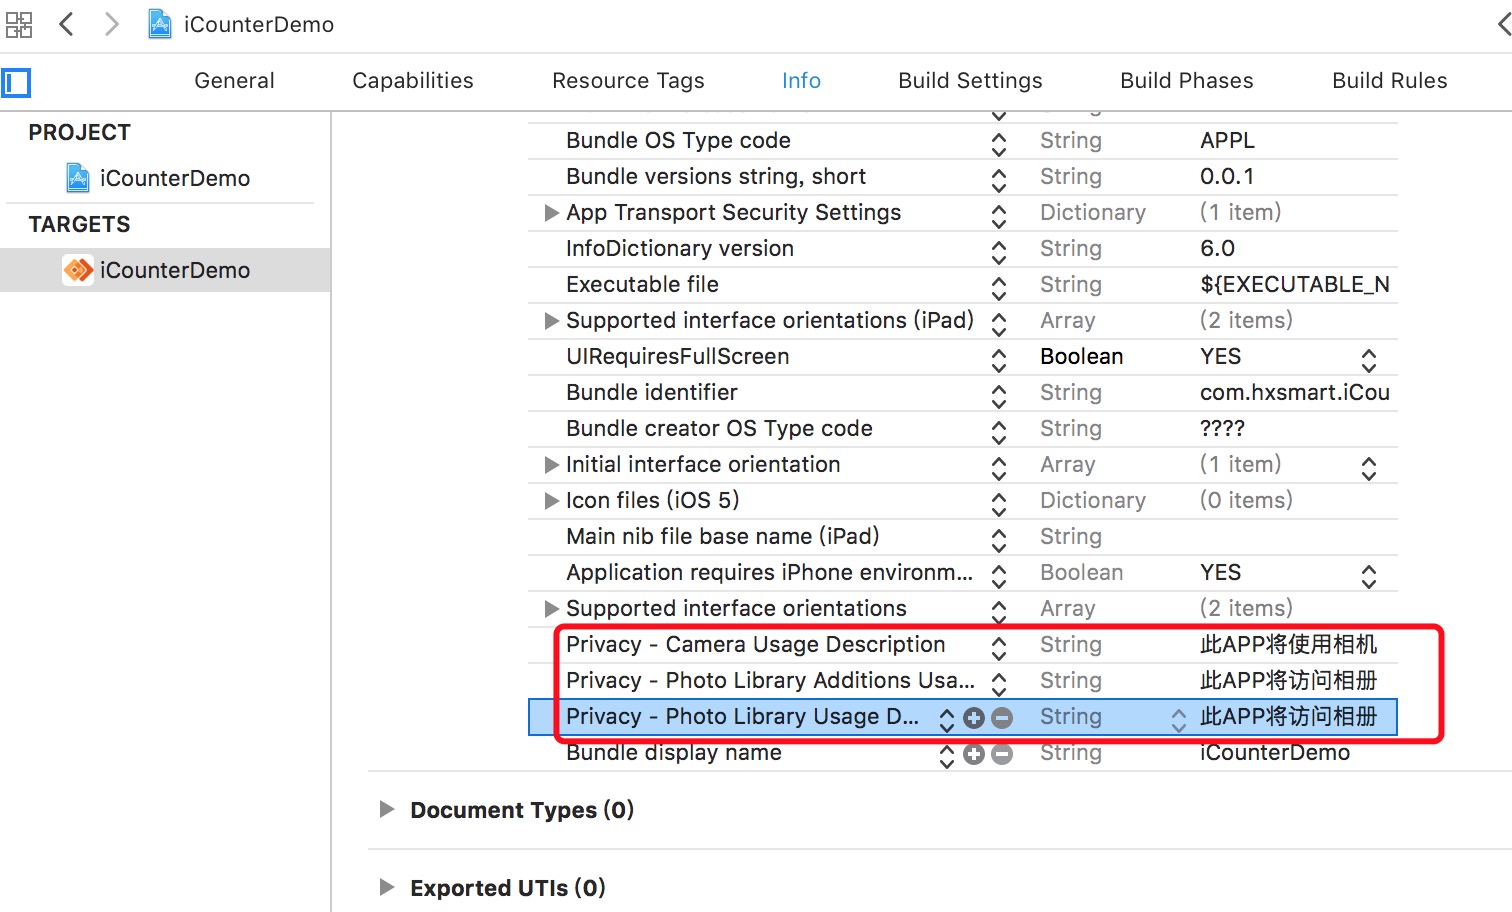 iCounterDemo
General Capabilities Resource Tags Info Build Settings Build Phases Build Rules
PROJECT
iCounterDemo
TARGETS
iCounterDemo
Bundle OS Type code String APPL
Bundle versions string, short String 0.0.1
App Transport Security Settings Dictionary (1 item)
InfoDictionary version String 6.0
Executable file String ${EXECUTABLE_N
Supported interface orientations (iPad) Array (2 items)
UIRequiresFullScreen Boolean YES
Bundle identifier String com.hxsmart.iCou
Bundle creator OS Type code String ????
Initial interface orientation Array (1 item)
Icon files (iOS 5) Dictionary (0 items)
Main nib file base name (iPad) String
Application requires iPhone environm... Boolean YES
Supported interface orientations Array (2 items)
Privacy - Camera Usage Description String 此APP将使用相机
Privacy - Photo Library Additions Usa... String 此APP将访问相册
Privacy - Photo Library Usage D... String 此APP将访问相册
Bundle display name String iCounterDemo
Document Types (0)
Exported UTIs (0)